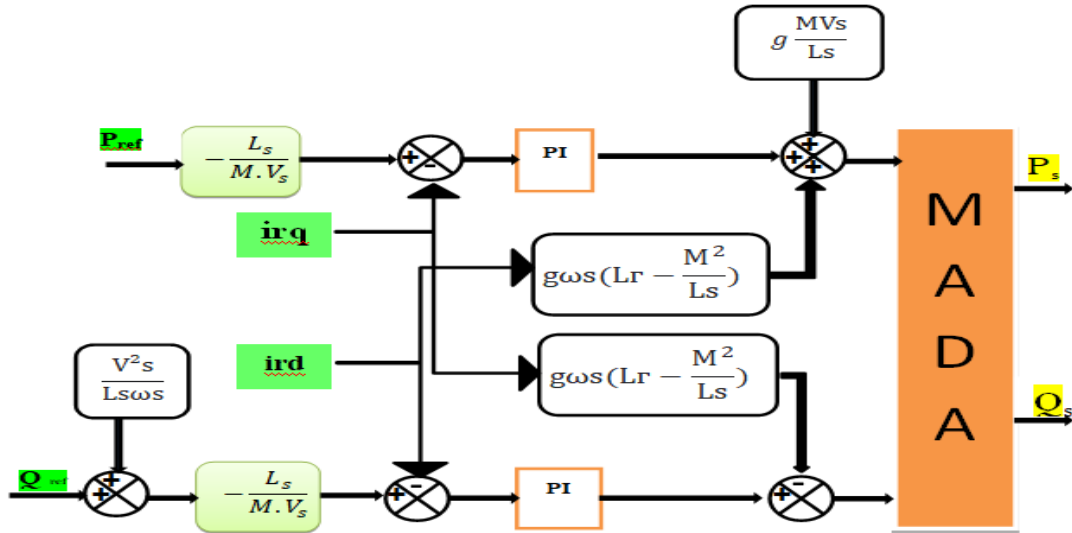 g MVs/Ls
Pref
−Ls/M.Vs
+ -
PI
+ + +
irq
gωs(Lr − M²/Ls)
ird
gωs(Lr − M²/Ls)
V²s/Lsωs
Q ref
+ +
−Ls/M.Vs
+ -
PI
+ -
M
A
D
A
Ps
Qs